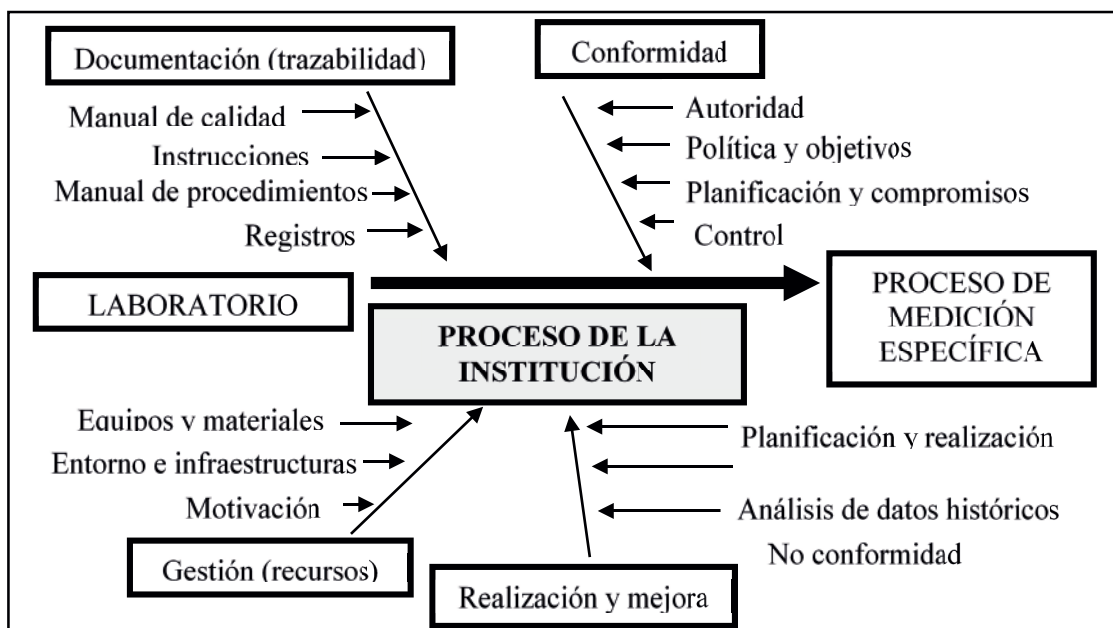 Documentación (trazabilidad)
Manual de calidad
Instrucciones
Manual de procedimientos
Registros
Conformidad
Autoridad
Política y objetivos
Planificación y compromisos
Control
LABORATORIO
PROCESO DE LA
INSTITUCIÓN
PROCESO DE
MEDICIÓN
ESPECÍFICA
Equipos y materiales
Entorno e infraestructuras
Motivación
Gestión (recursos)
Planificación y realización
Análisis de datos históricos
No conformidad
Realización y mejora